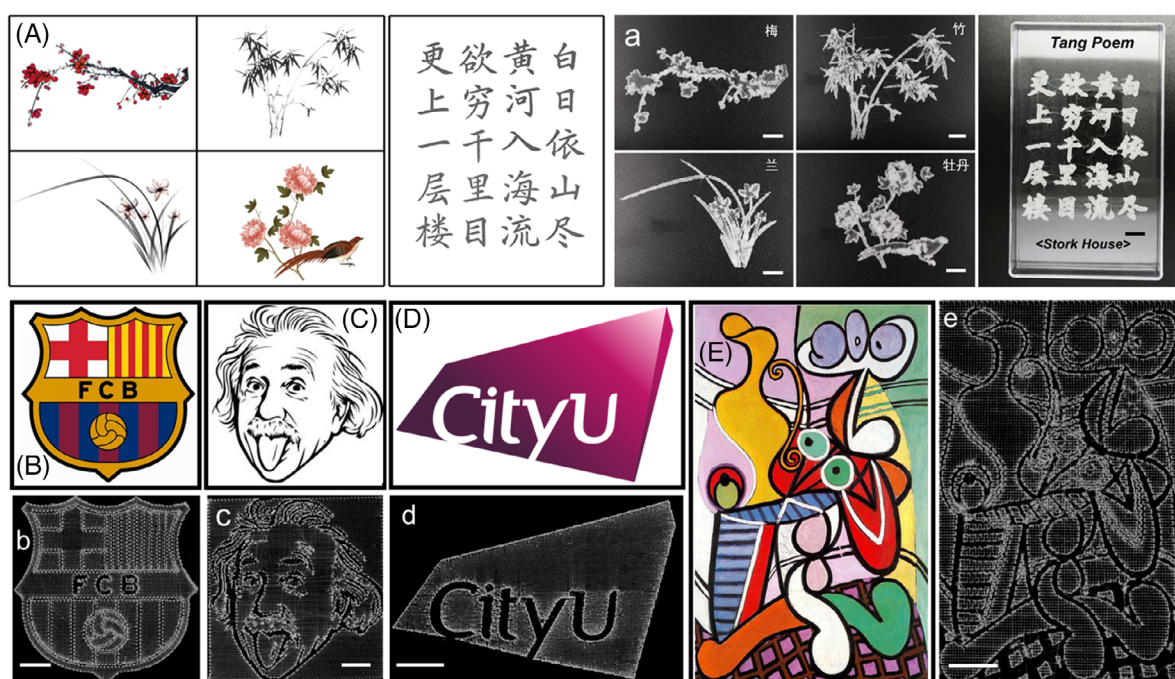 (A)
白日依山尽
黄河入海流
欲穷千里目
更上一层楼
a
梅
竹
兰
牡丹
Tang Poem
白日依山尽
黄河入海流
欲穷千里目
更上一层楼
<Stork House>
(B)
FCB
(C)
(D)
CityU
(E)
b
FCB
c
d
CityU
e